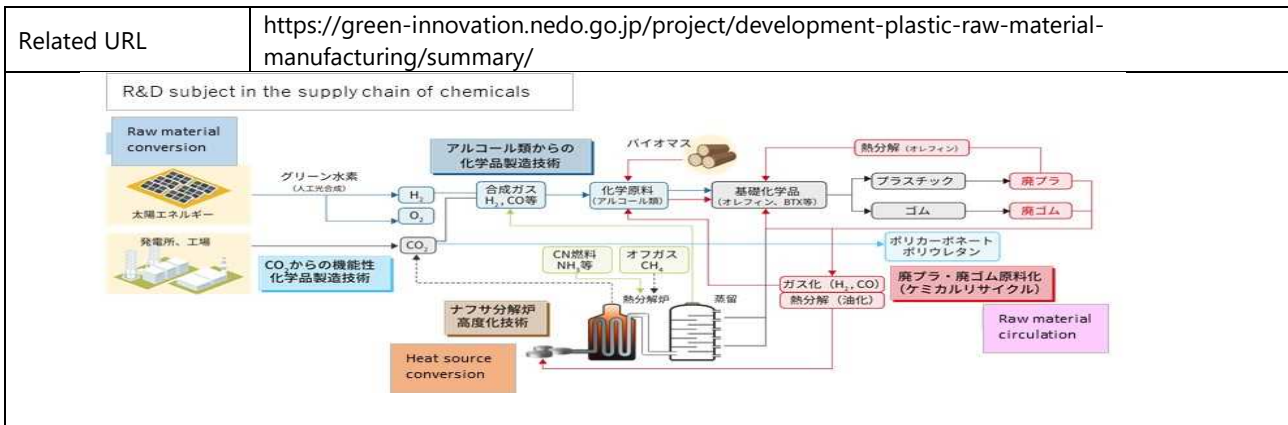 Related URL
https://green-innovation.nedo.go.jp/project/development-plastic-raw-material-
manufacturing/summary/
R&D subject in the supply chain of chemicals
Raw material
conversion
太陽エネルギー
発電所、工場
グリーン水素
(人工光合成)
H₂
O₂
CO₂
CO₂からの機能性
化学品製造技術
アルコール類からの
化学品製造技術
合成ガス
H₂, CO等
化学原料
(アルコール類)
バイオマス
基礎化学品
(オレフィン、BTX等)
熱分解 (オレフィン)
プラスチック
廃プラ
ゴム
廃ゴム
ポリカーボネート
ポリウレタン
CN燃料
NH₃等
オフガス
CH₄
熱分解炉
蒸留
ガス化 (H₂, CO)
熱分解 (油化)
廃プラ・廃ゴム原料化
(ケミカルリサイクル)
Raw material
circulation
ナフサ分解炉
高度化技術
Heat source
conversion